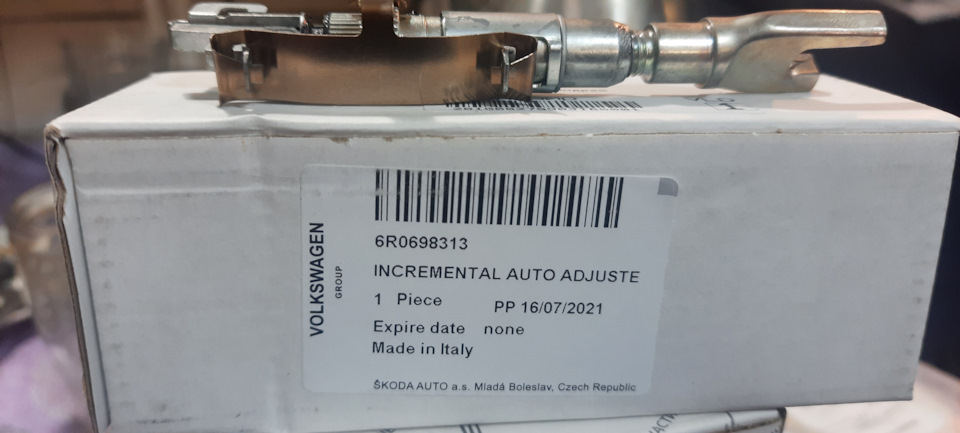 VOLKSWAGEN
GROUP
6R0698313
INCREMENTAL AUTO ADJUSTE
1 Piece PP 16/07/2021
Expire date none
Made in Italy
ŠKODA AUTO a.s. Mladá Boleslav, Czech Republic